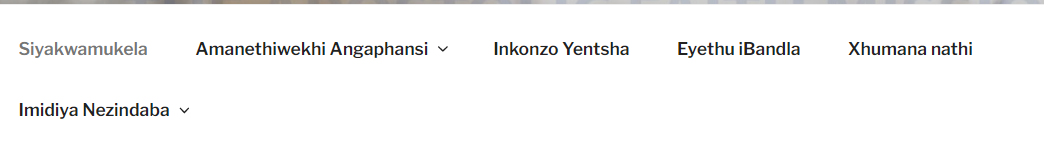 Siyakwamukela Amanethiwekhi Angaphansi Inkonzo Yentsha Eyethu iBandla Xhumana nathi
Imidiya Nezindaba